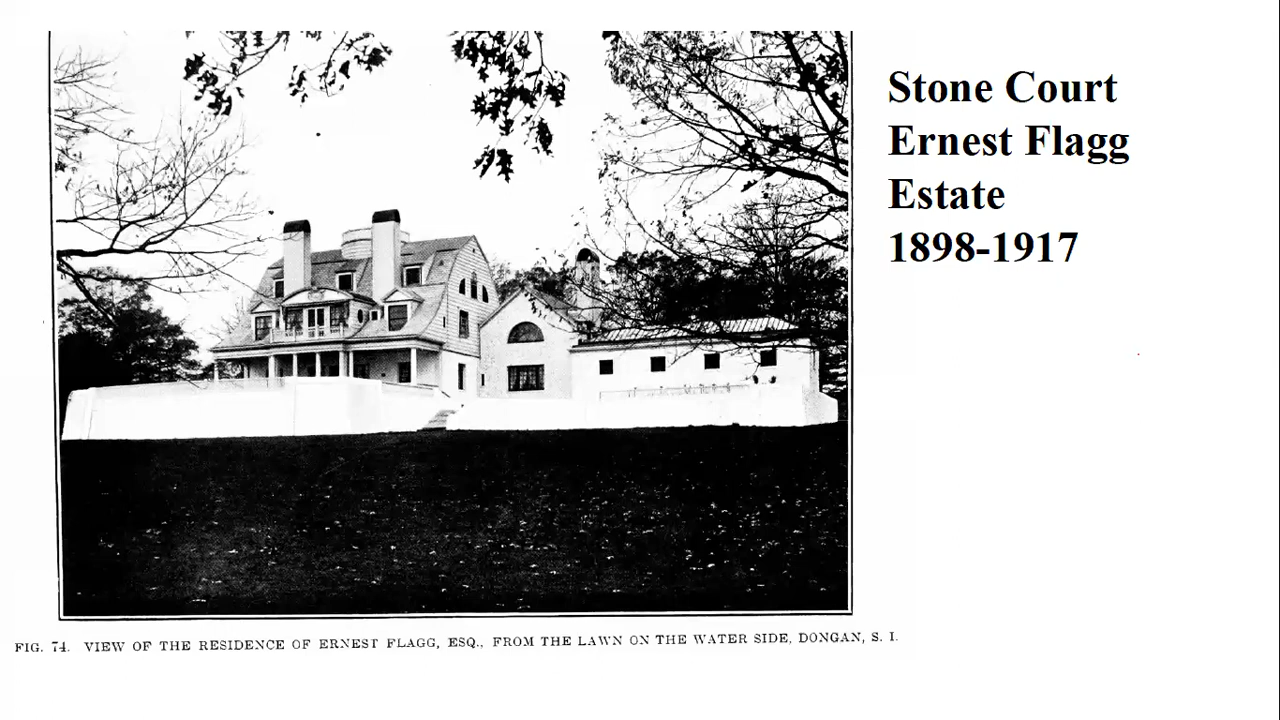 Stone Court
Ernest Flagg
Estate
1898-1917
FIG. 74. VIEW OF THE RESIDENCE OF ERNEST FLAGG, ESQ., FROM THE LAWN ON THE WATER SIDE, DONGAN, S. I.